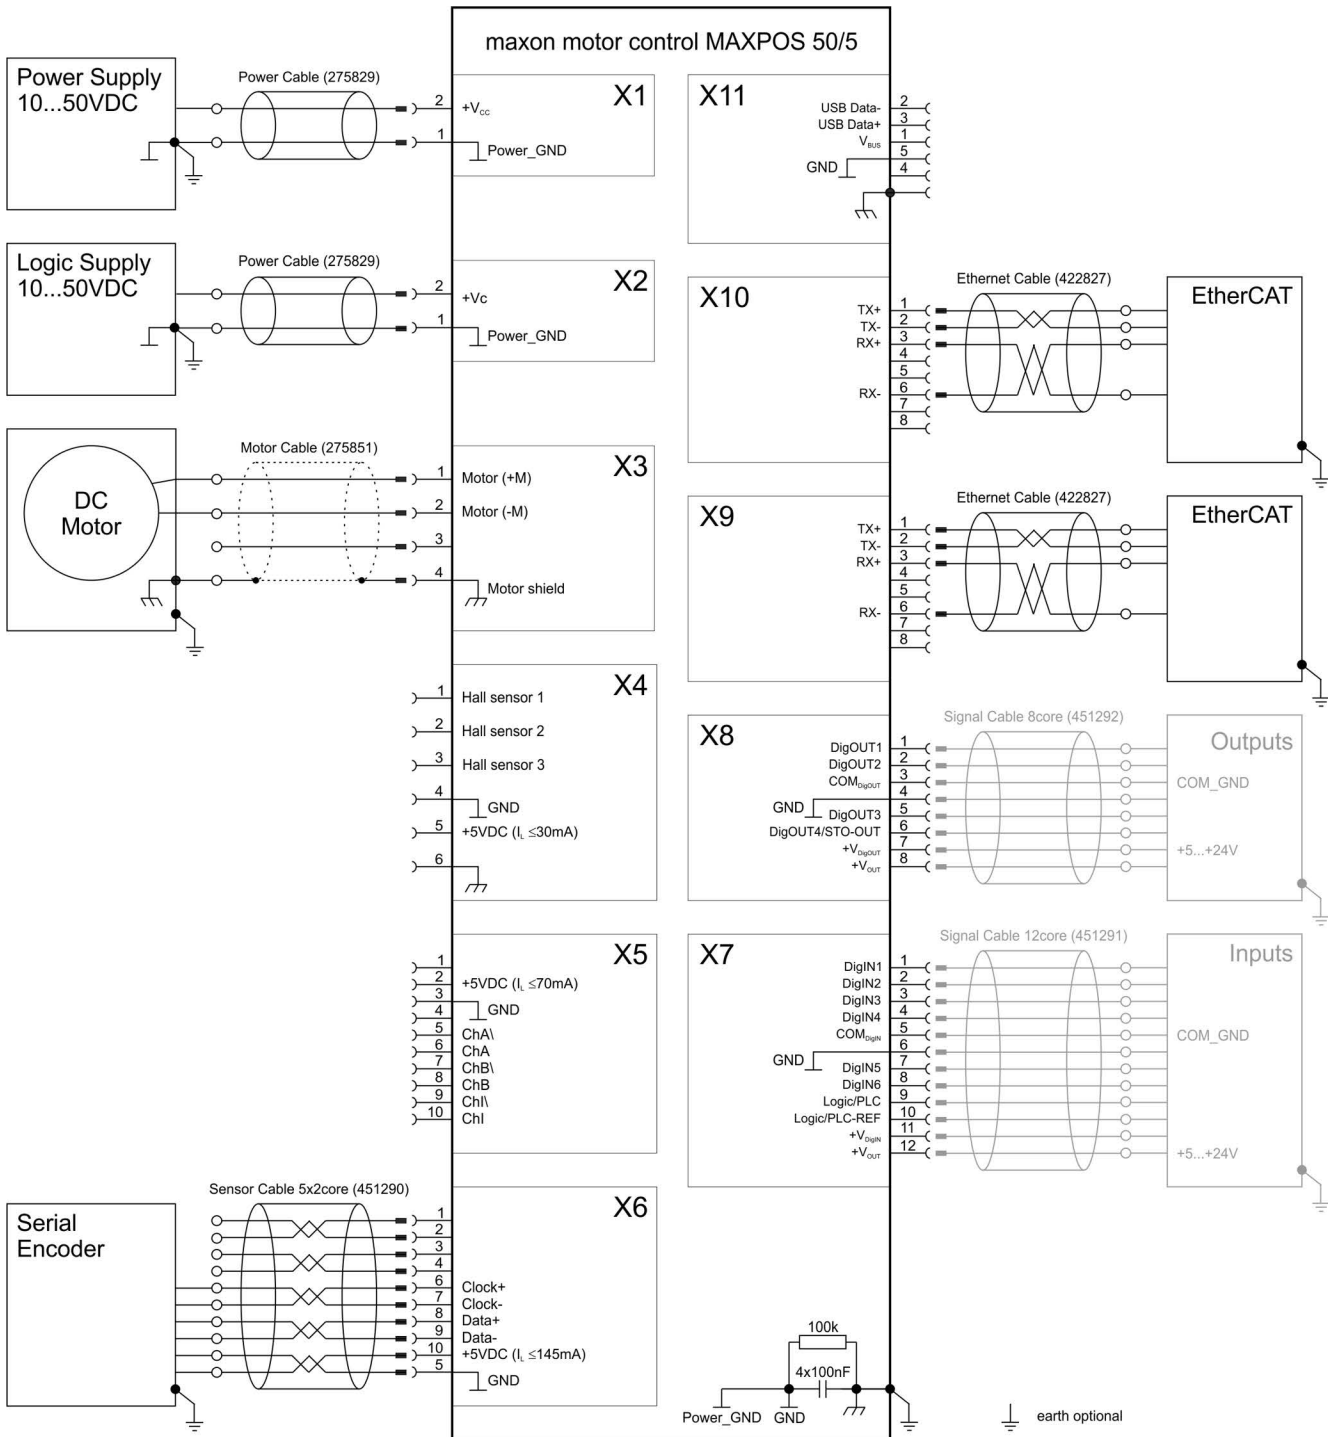 maxon motor control MAXPOS 50/5
Power Supply
10...50VDC
Power Cable (275829)
2
+Vcc
1
Power_GND
X1
Logic Supply
10...50VDC
Power Cable (275829)
2
+Vc
1
Power_GND
X2
DC
Motor
Motor Cable (275851)
1
Motor (+M)
2
Motor (-M)
3
4
Motor shield
X3
X4
1
Hall sensor 1
2
Hall sensor 2
3
Hall sensor 3
4
GND
5
+5VDC (IL ≤30mA)
6
X5
1
2
+5VDC (IL ≤70mA)
3
GND
4
5
ChA\
6
ChA
7
ChB\
8
ChB
9
ChI\
10
ChI
Serial
Encoder
Sensor Cable 5x2core (451290)
X6
1
2
3
4
6
Clock+
7
Clock-
8
Data+
9
Data-
10
+5VDC (IL ≤145mA)
5
GND
X11
USB Data-
2
USB Data+
3
VBUS
1
GND
5
4
X10
TX+
1
TX-
2
RX+
3
4
5
RX-
6
7
8
Ethernet Cable (422827)
EtherCAT
X9
TX+
1
TX-
2
RX+
3
4
5
RX-
6
7
8
Ethernet Cable (422827)
EtherCAT
X8
DigOUT1
1
DigOUT2
2
COMDigOUT
3
GND
4
DigOUT3
5
DigOUT4/STO-OUT
6
+VDigOUT
7
+VOUT
8
Signal Cable 8core (451292)
Outputs
COM_GND
+5...+24V
X7
DigIN1
1
DigIN2
2
DigIN3
3
DigIN4
4
COMDigIN
5
GND
6
DigIN5
7
DigIN6
8
Logic/PLC
9
Logic/PLC-REF
10
+VDigIN
11
+VOUT
12
Signal Cable 12core (451291)
Inputs
COM_GND
+5...+24V
100k
4x100nF
Power_GND
GND
earth optional